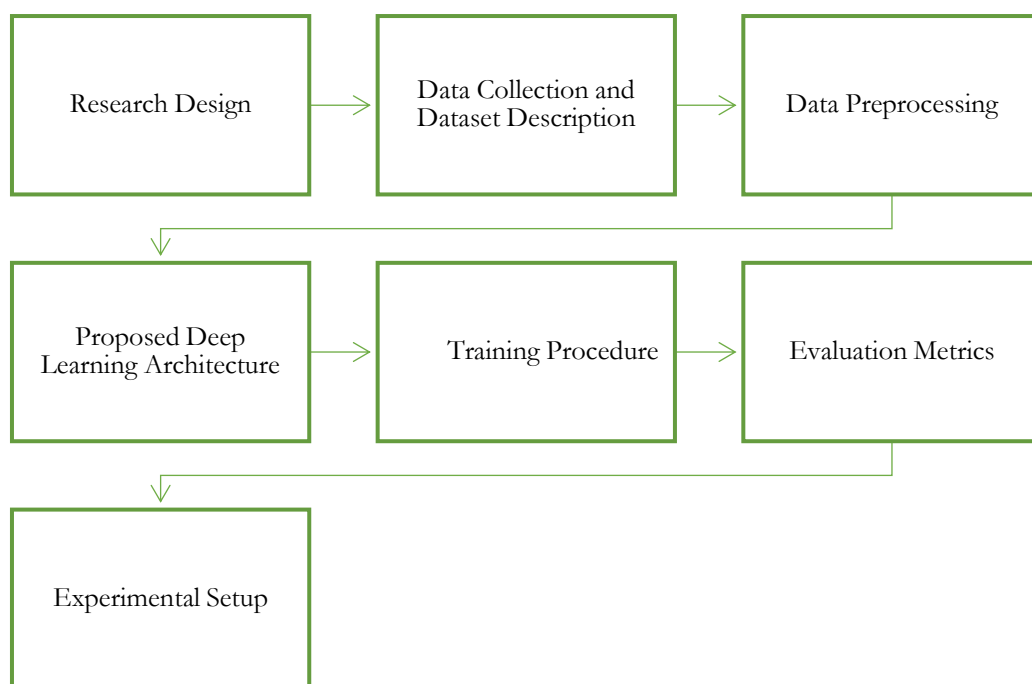 Research Design
Data Collection and
Dataset Description
Data Preprocessing
Proposed Deep
Learning Architecture
Training Procedure
Evaluation Metrics
Experimental Setup